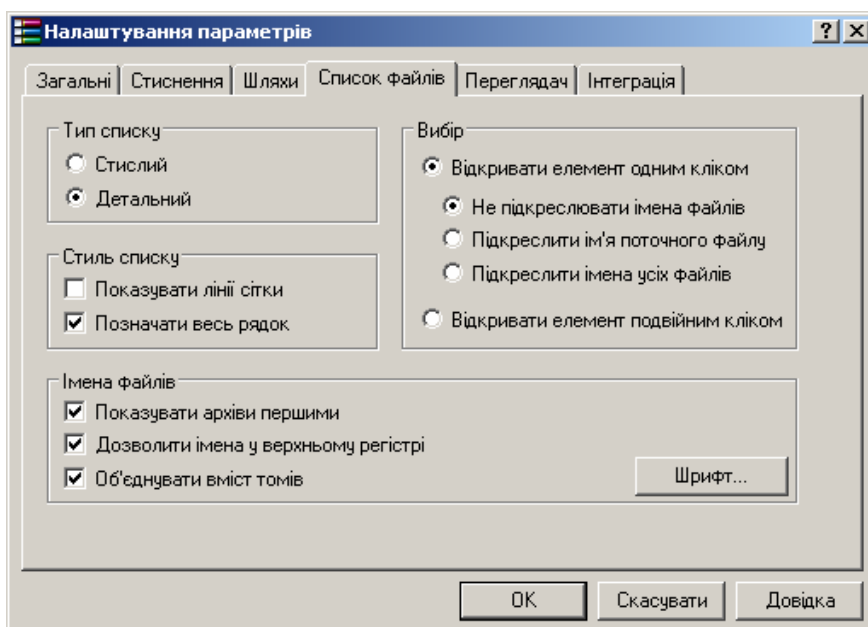 Налаштування параметрів
Загальні Стиснення Шляхи Список файлів Переглядач Інтеграція
Тип списку
Стислий
Детальний
Стиль списку
Показувати лінії сітки
Позначати весь рядок
Вибір
Відкривати елемент одним кліком
Не підкреслювати імена файлів
Підкреслити ім'я поточного файлу
Підкреслити імена усіх файлів
Відкривати елемент подвійним кліком
Імена файлів
Показувати архіви першими
Дозволити імена у верхньому регістрі
Об'єднувати вміст томів
Шрифт...
OK Скасувати Довідка